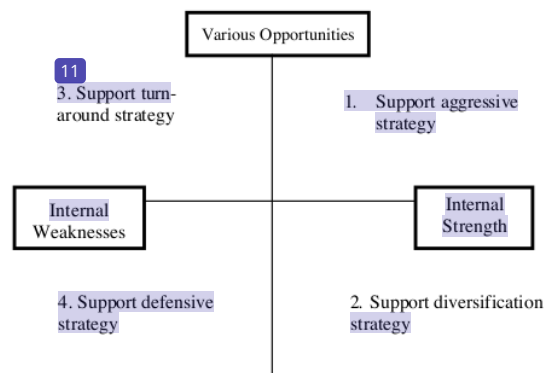 Various Opportunities
11
3. Support turn-
around strategy
1. Support aggressive
strategy
Internal
Weaknesses
Internal
Strength
4. Support defensive
strategy
2. Support diversification
strategy